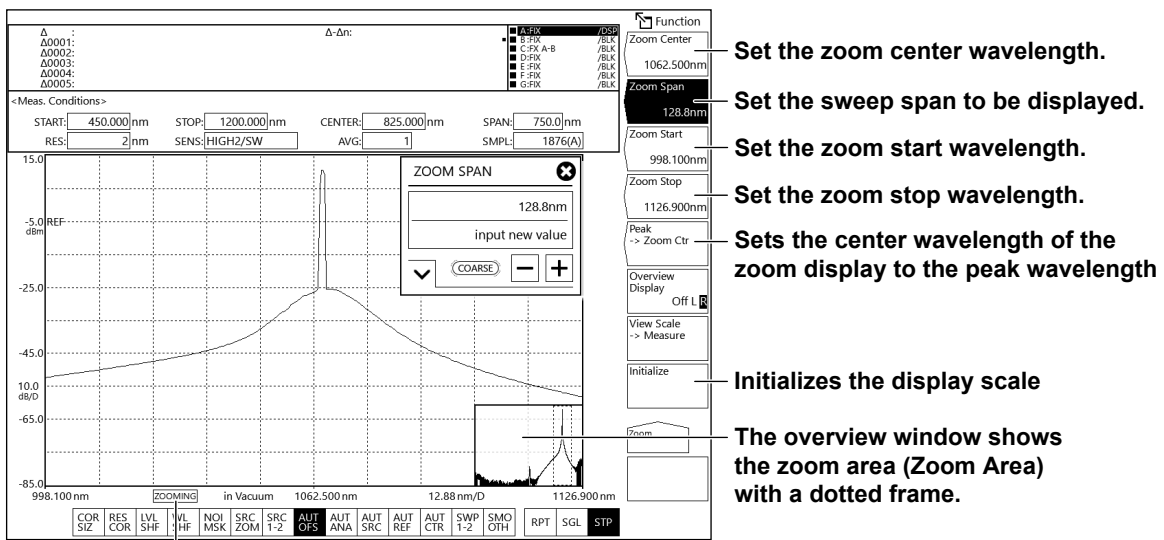 Δ :
Δ0001:
Δ0002:
Δ0003:
Δ0004:
Δ0005:
Δ-Δn:
A:FIX /DSP
B:FIX /BLK
C:FX A-B /BLK
D:FIX /BLK
E:FIX /BLK
F:FIX /BLK
G:FIX /BLK
<Meas. Conditions>
START: 450.000 nm STOP: 1200.000 nm CENTER: 825.000 nm SPAN: 750.0 nm
RES: 2 nm SENS: HIGH2/SW AVG: 1 SMPL: 1876(A)
15.0
-5.0 REF
dBm
-25.0
-45.0
10.0
dB/D
-65.0
-85.0
998.100 nm ZOOMING in Vacuum 1062.500 nm 12.88 nm/D 1126.900 nm
ZOOM SPAN
128.8nm
input new value
COARSE
COR SIZ
RES COR
LVL SHF
WL SHF
NOI MSK
SRC ZOM
SRC 1-2
AUT OFS
AUT ANA
AUT SRC
AUT REF
AUT CTR
SWP 1-2
SMO OTH
RPT
SGL
STP
Function
Zoom Center
1062.500nm
Zoom Span
128.8nm
Zoom Start
998.100nm
Zoom Stop
1126.900nm
Peak
-> Zoom Ctr
Overview
Display
Off L R
View Scale
-> Measure
Initialize
Zoom
Set the zoom center wavelength.
Set the sweep span to be displayed.
Set the zoom start wavelength.
Set the zoom stop wavelength.
Sets the center wavelength of the
zoom display to the peak wavelength
Initializes the display scale
The overview window shows
the zoom area (Zoom Area)
with a dotted frame.